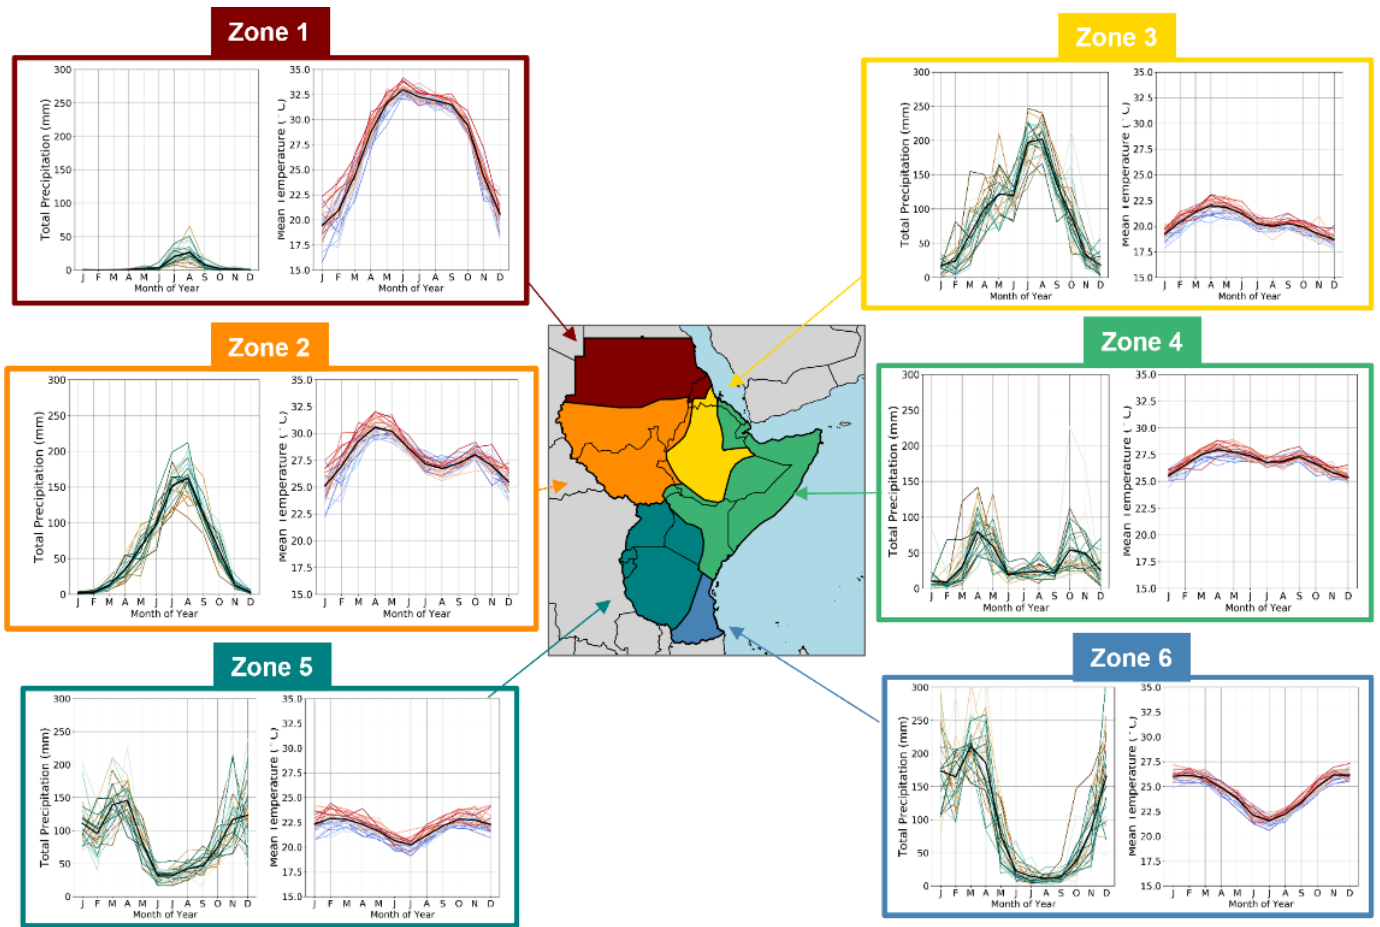 Zone 1
300
250
200
150
100
50
0
Total Precipitation (mm)
J F M A M J J A S O N D
Month of Year
35.0
32.5
30.0
27.5
25.0
22.5
20.0
17.5
15.0
Mean Temperature (°C)
J F M A M J J A S O N D
Month of Year
Zone 3
300
250
200
150
100
50
0
Total Precipitation (mm)
J F M A M J J A S O N D
Month of Year
35.0
32.5
30.0
27.5
25.0
22.5
20.0
17.5
15.0
Mean Temperature (°C)
J F M A M J J A S O N D
Month of Year
Zone 2
300
250
200
150
100
50
0
Total Precipitation (mm)
J F M A M J J A S O N D
Month of Year
35.0
32.5
30.0
27.5
25.0
22.5
20.0
17.5
15.0
Mean Temperature (°C)
J F M A M J J A S O N D
Month of Year
Zone 4
300
250
200
150
100
50
0
Total Precipitation (mm)
J F M A M J J A S O N D
Month of Year
35.0
32.5
30.0
27.5
25.0
22.5
20.0
17.5
15.0
Mean Temperature (°C)
J F M A M J J A S O N D
Month of Year
Zone 5
300
250
200
150
100
50
0
Total Precipitation (mm)
J F M A M J J A S O N D
Month of Year
35.0
32.5
30.0
27.5
25.0
22.5
20.0
17.5
15.0
Mean Temperature (°C)
J F M A M J J A S O N D
Month of Year
Zone 6
300
250
200
150
100
50
0
Total Precipitation (mm)
J F M A M J J A S O N D
Month of Year
35.0
32.5
30.0
27.5
25.0
22.5
20.0
17.5
15.0
Mean Temperature (°C)
J F M A M J J A S O N D
Month of Year